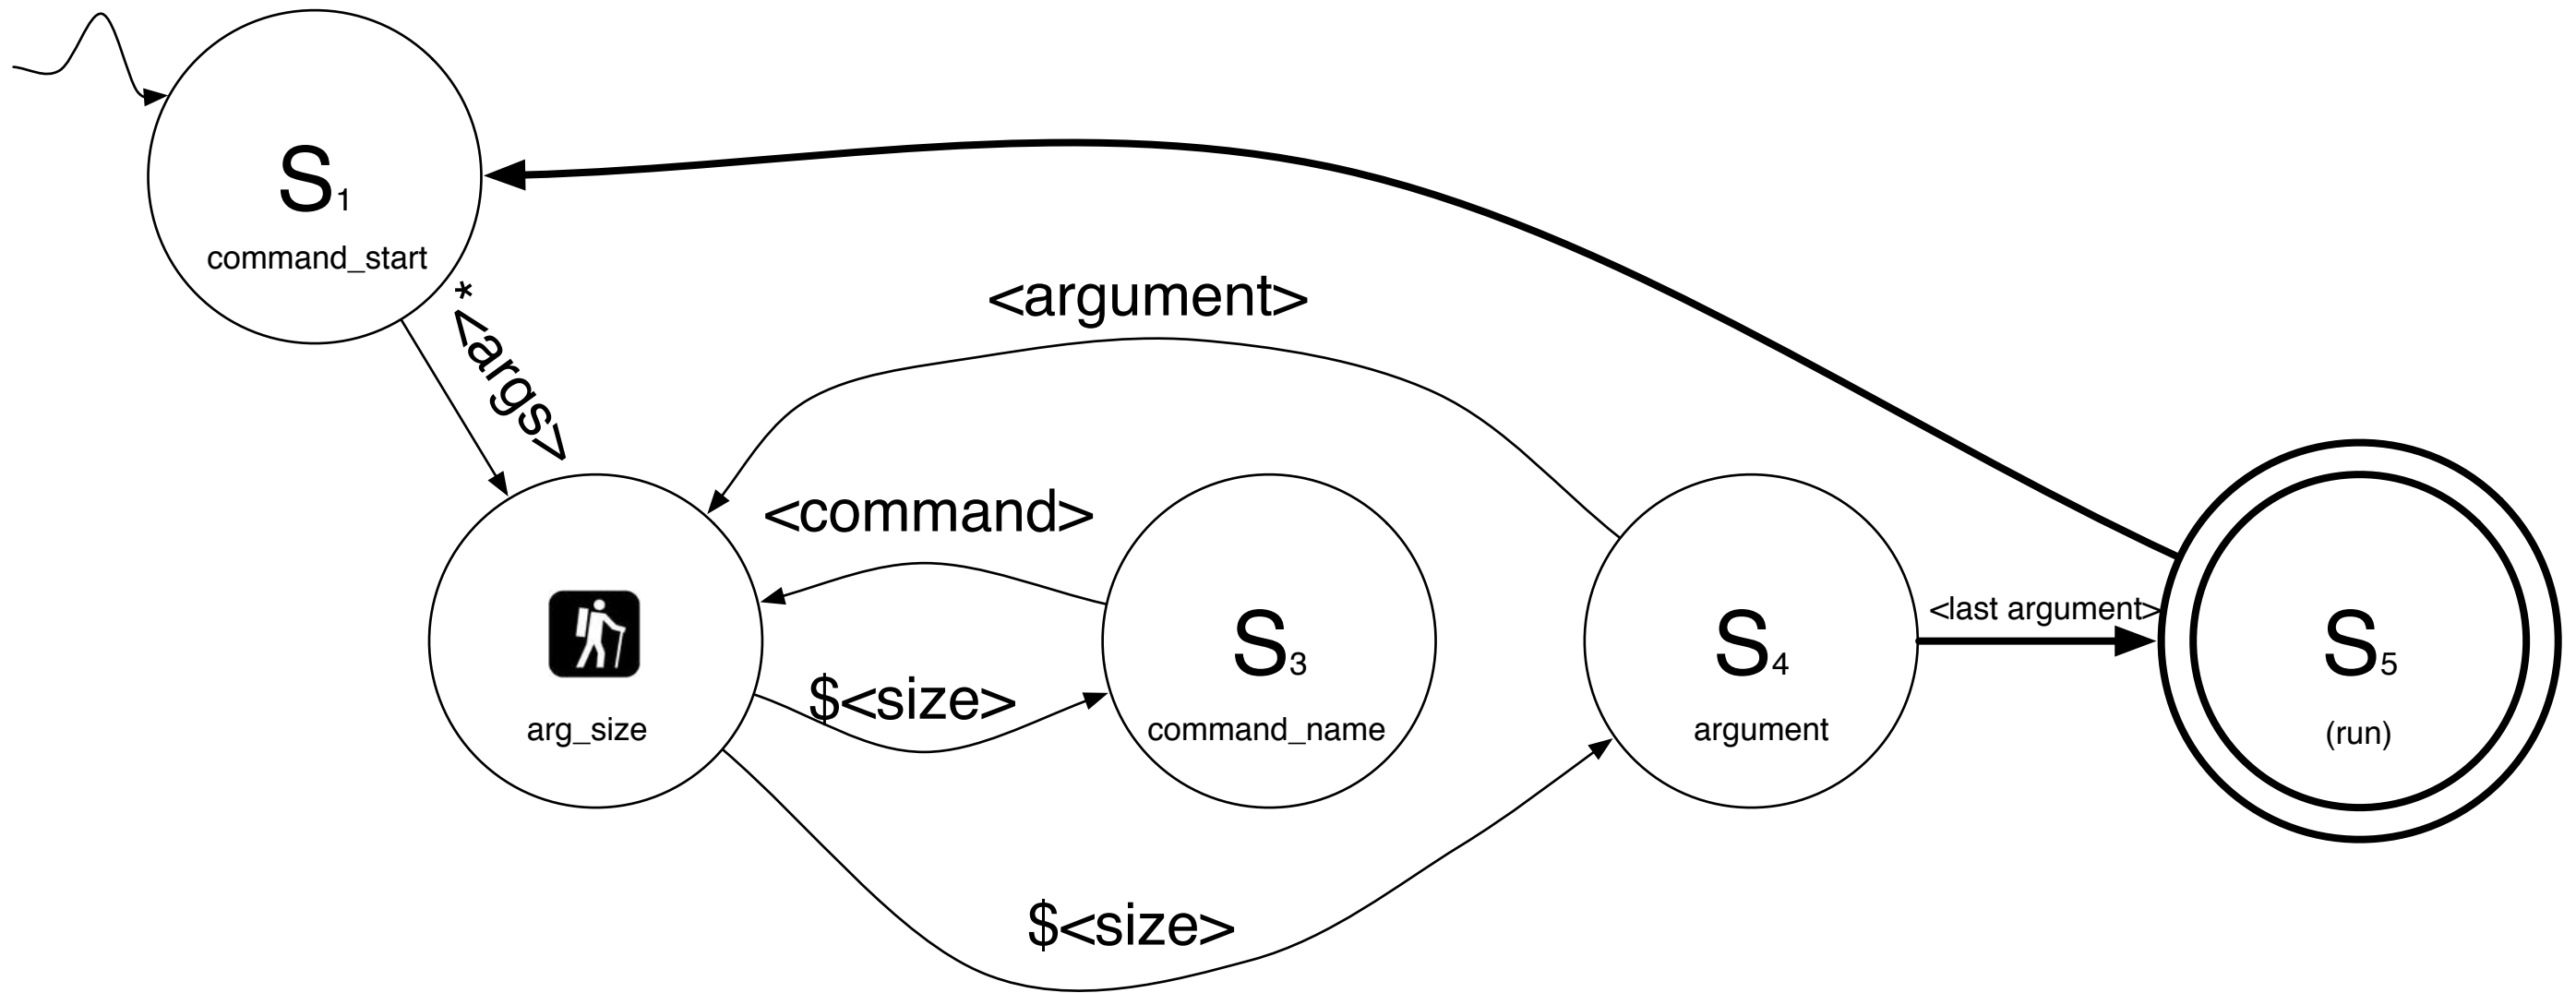 S1
command_start
*<args>
<argument>
<command>
$<size>
arg_size
S3
command_name
S4
argument
<last argument>
S5
(run)
$<size>